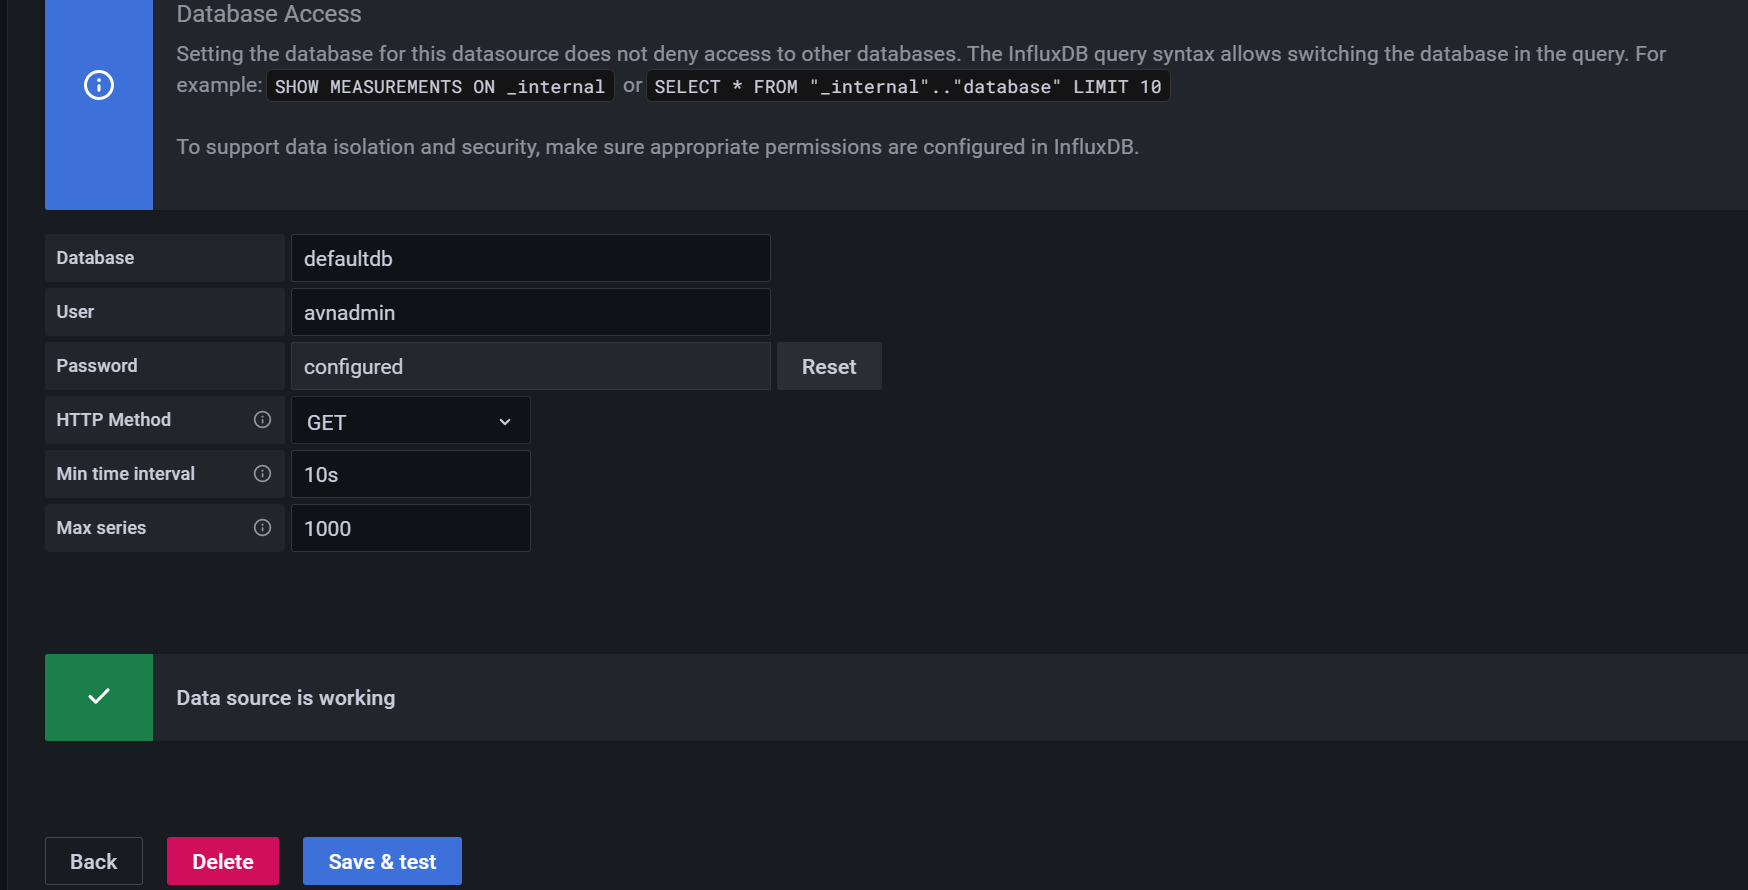 Database Access
Setting the database for this datasource does not deny access to other databases. The InfluxDB query syntax allows switching the database in the query. For
example: SHOW MEASUREMENTS ON _internal or SELECT * FROM "_internal".."database" LIMIT 10
To support data isolation and security, make sure appropriate permissions are configured in InfluxDB.
Database defaultdb
User avnadmin
Password configured Reset
HTTP Method GET
Min time interval 10s
Max series 1000
Data source is working
Back Delete Save & test